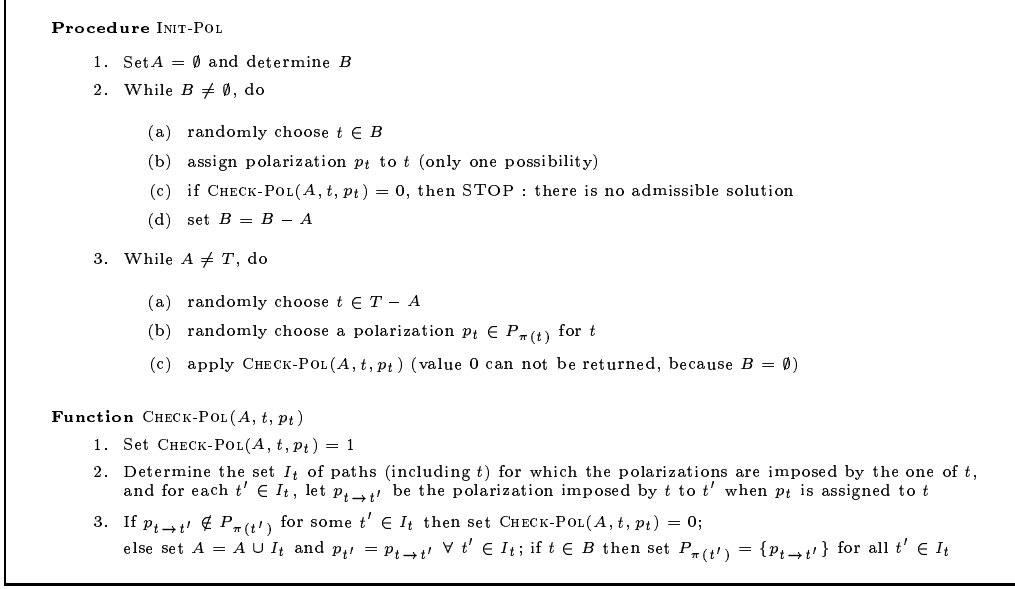 Procedure INIT-POL
1. SetA = ∅ and determine B
2. While B ≠ ∅, do
(a) randomly choose t ∈ B
(b) assign polarization p_t to t (only one possibility)
(c) if CHECK-POL(A, t, p_t) = 0, then STOP : there is no admissible solution
(d) set B = B − A
3. While A ≠ T, do
(a) randomly choose t ∈ T − A
(b) randomly choose a polarization p_t ∈ P_π(t) for t
(c) apply CHECK-POL(A, t, p_t) (value 0 can not be returned, because B = ∅)
Function CHECK-POL(A, t, p_t)
1. Set CHECK-POL(A, t, p_t) = 1
2. Determine the set I_t of paths (including t) for which the polarizations are imposed by the one of t,
and for each t′ ∈ I_t, let p_t→t′ be the polarization imposed by t to t′ when p_t is assigned to t
3. If p_t→t′ ∉ P_π(t′) for some t′ ∈ I_t then set CHECK-POL(A, t, p_t) = 0;
else set A = A ∪ I_t and p_t′ = p_t→t′ ∀ t′ ∈ I_t; if t ∈ B then set P_π(t′) = {p_t→t′} for all t′ ∈ I_t